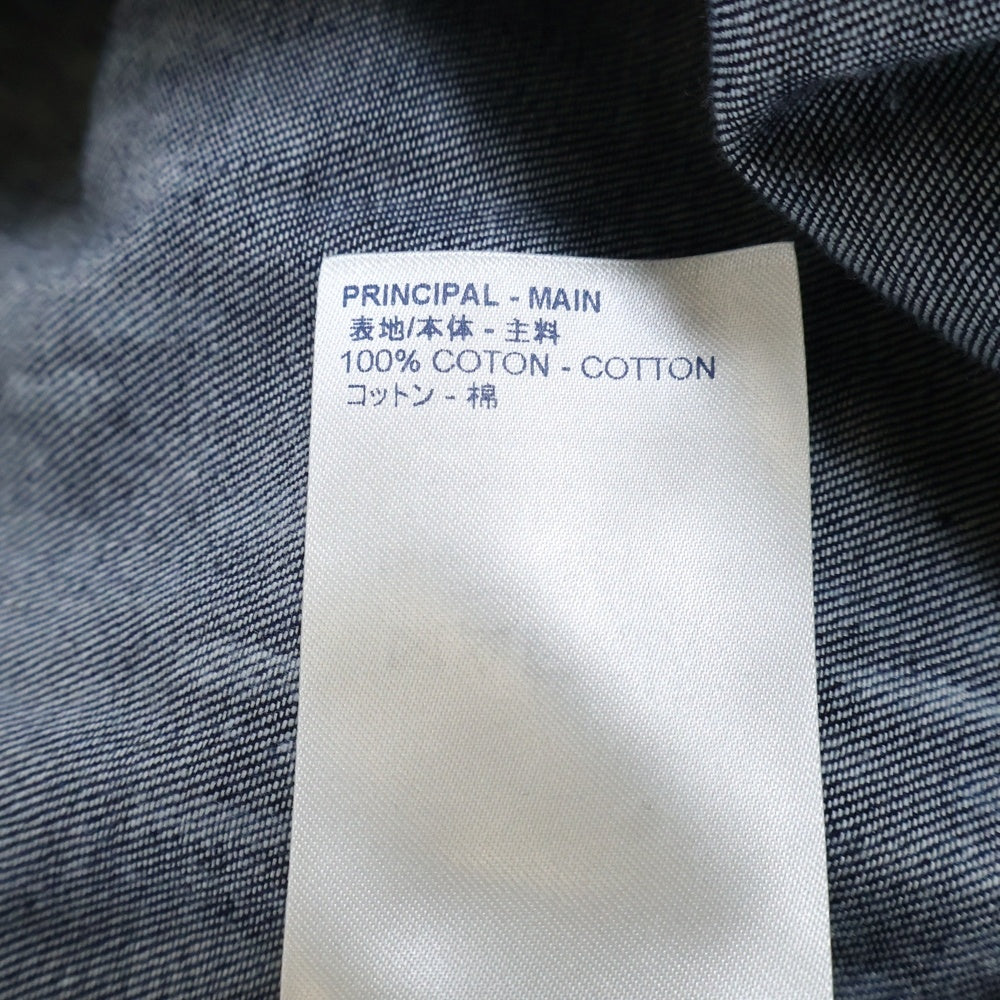 PRINCIPAL - MAIN
表地/本体 - 主料
100% COTON - COTTON
コットン - 棉